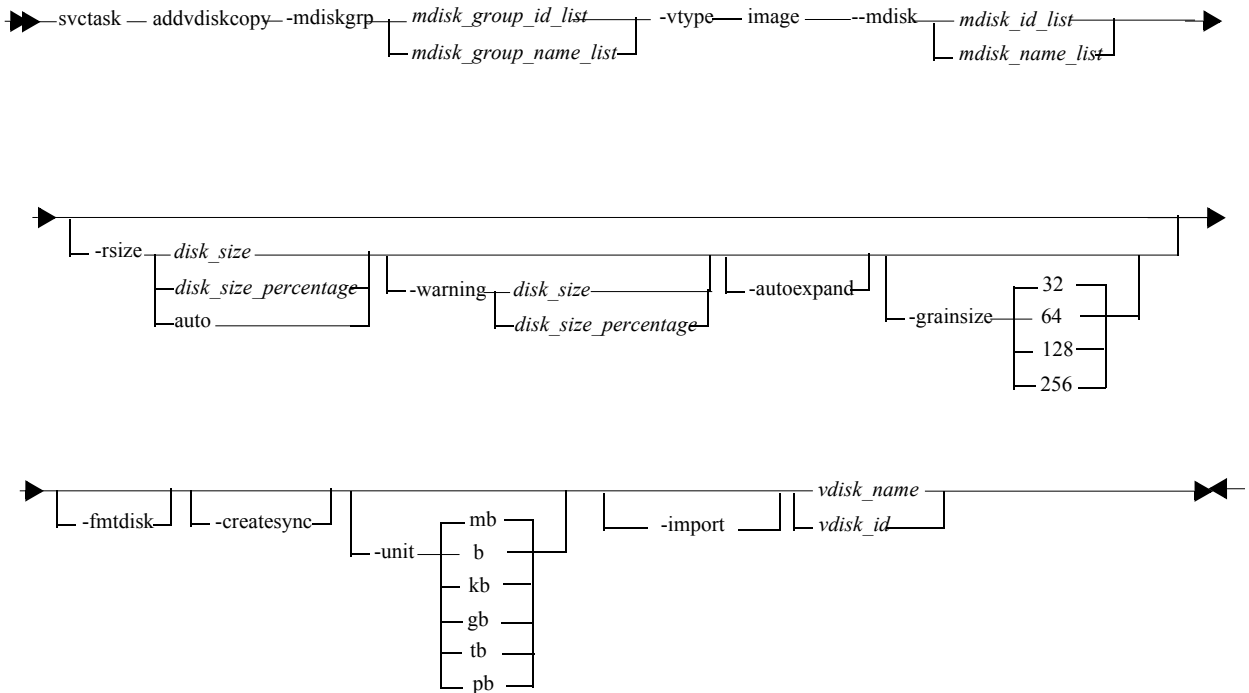 svctask addvdiskcopy -mdiskgrp mdisk_group_id_list -vtype image --mdisk mdisk_id_list
mdisk_group_name_list mdisk_name_list
-rsize disk_size
disk_size_percentage -warning disk_size -autoexpand 32
auto disk_size_percentage -grainsize 64
128
256
vdisk_name
-fmtdisk -createsync -import vdisk_id
mb
-unit b
kb
gb
tb
pb